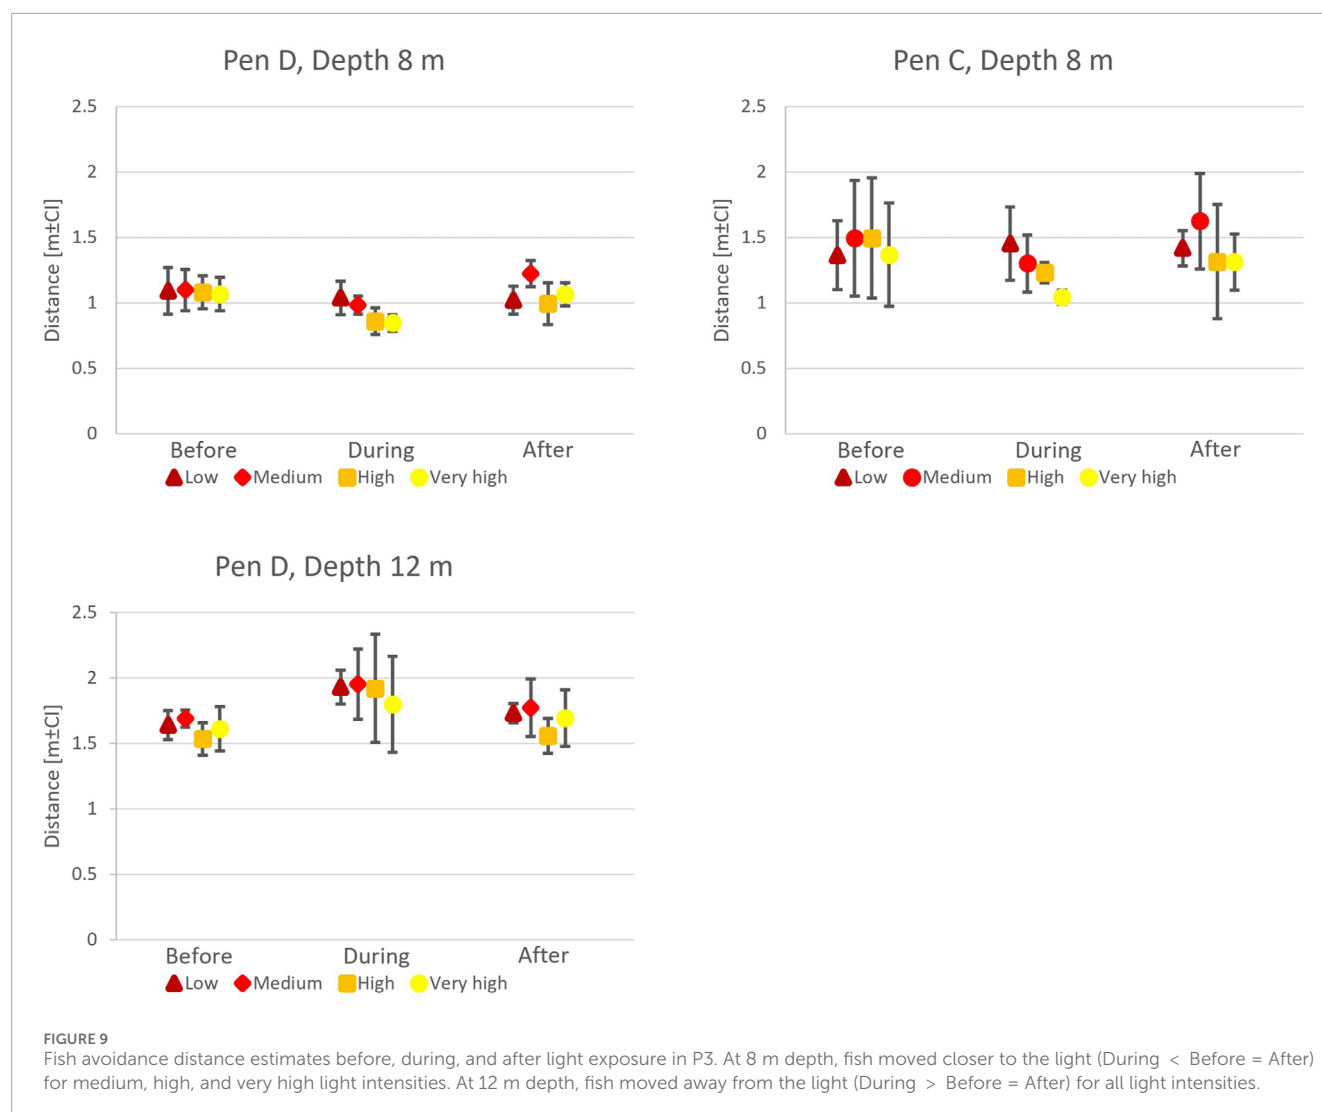 Pen D, Depth 8 m
Distance [m±CI]
2.5
2
1.5
1
0.5
0
Before During After
Low Medium High Very high
Pen C, Depth 8 m
Distance [m±CI]
2.5
2
1.5
1
0.5
0
Before During After
Low Medium High Very high
Pen D, Depth 12 m
Distance [m±CI]
2.5
2
1.5
1
0.5
0
Before During After
Low Medium High Very high
FIGURE 9
Fish avoidance distance estimates before, during, and after light exposure in P3. At 8 m depth, fish moved closer to the light (During < Before = After)
for medium, high, and very high light intensities. At 12 m depth, fish moved away from the light (During > Before = After) for all light intensities.